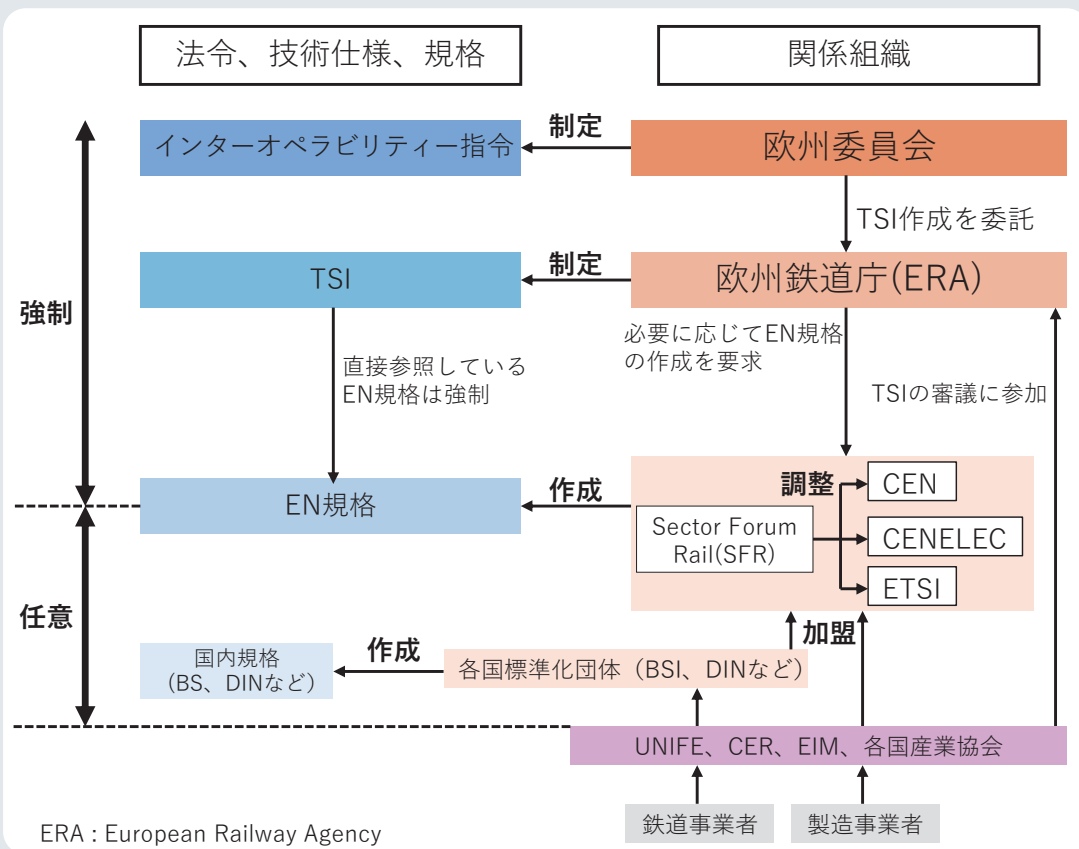 法令、技術仕様、規格
関係組織
インターオペラビリティー指令
制定
欧州委員会
TSI作成を委託
TSI
制定
欧州鉄道庁(ERA)
強制
直接参照している
EN規格は強制
必要に応じてEN規格
の作成を要求
TSIの審議に参加
EN規格
作成
調整
Sector Forum
Rail(SFR)
CEN
CENELEC
ETSI
任意
加盟
国内規格
(BS、DINなど)
作成
各国標準化団体（BSI、DINなど）
UNIFE、CER、EIM、各国産業協会
鉄道事業者
製造事業者
ERA : European Railway Agency